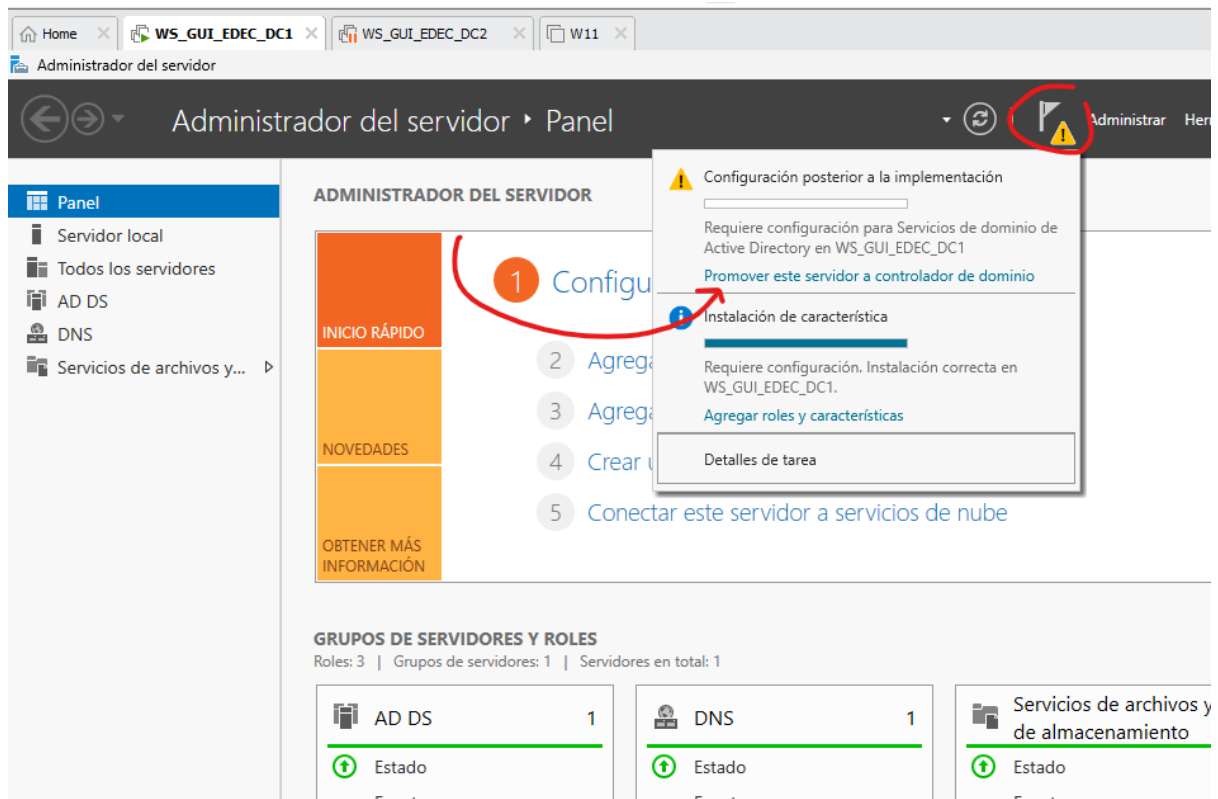 Home
WS_GUI_EDEC_DC1
WS_GUI_EDEC_DC2
W11
Administrador del servidor
Administrador del servidor ‣ Panel
Administrar
Panel
Servidor local
Todos los servidores
AD DS
DNS
Servicios de archivos y...
ADMINISTRADOR DEL SERVIDOR
INICIO RÁPIDO
NOVEDADES
OBTENER MÁS
INFORMACIÓN
1 Configu
2 Agrega
3 Agrega
4 Crear
5 Conectar este servidor a servicios de nube
Configuración posterior a la implementación
Requiere configuración para Servicios de dominio de
Active Directory en WS_GUI_EDEC_DC1
Promover este servidor a controlador de dominio
Instalación de característica
Requiere configuración. Instalación correcta en
WS_GUI_EDEC_DC1.
Agregar roles y características
Detalles de tarea
GRUPOS DE SERVIDORES Y ROLES
Roles: 3 | Grupos de servidores: 1 | Servidores en total: 1
AD DS 1
Estado
DNS 1
Estado
Servicios de archivos y
de almacenamiento
Estado